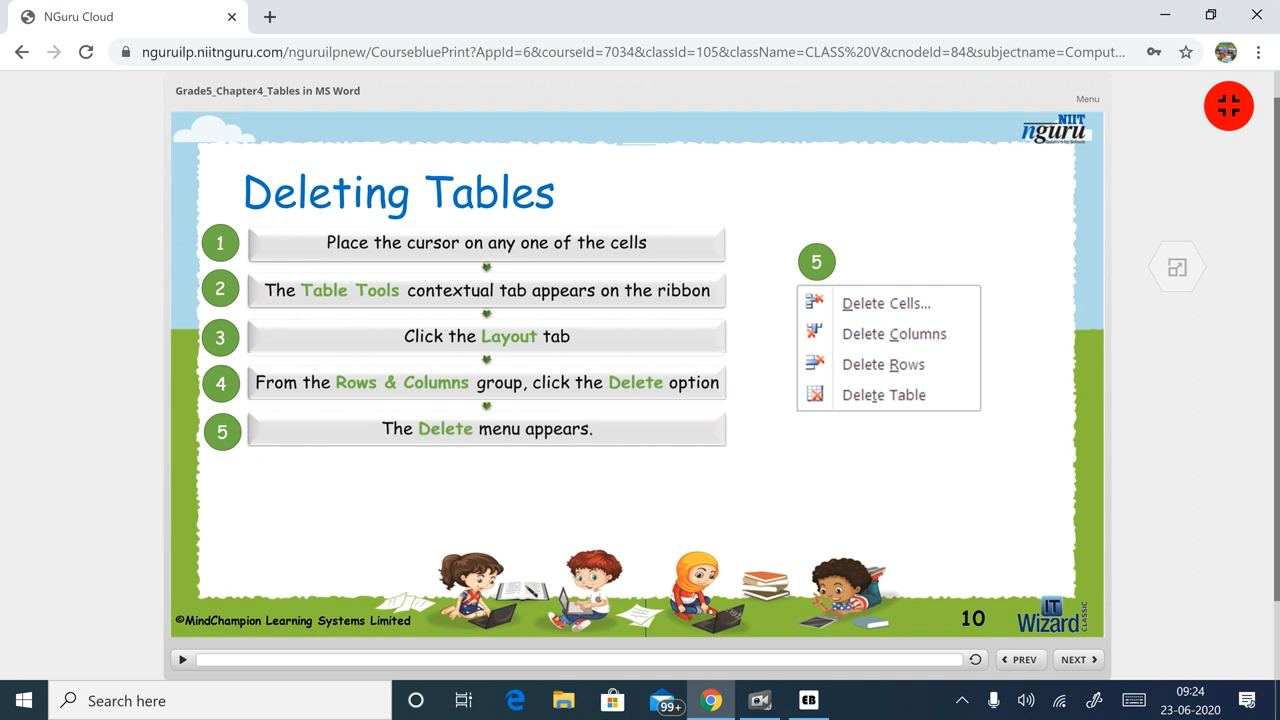 NGuru Cloud
nguruilp.niitnguru.com/nguruilpnew/CoursebluePrint?AppId=6&courseId=7034&classId=105&className=CLASS%20V&cnodeId=84&subjectname=Comput...
Grade5_Chapter4_Tables in MS Word
Menu
NIIT
nguru
Deleting Tables
1 Place the cursor on any one of the cells
2 The Table Tools contextual tab appears on the ribbon
3 Click the Layout tab
4 From the Rows & Columns group, click the Delete option
5 The Delete menu appears.
5
Delete Cells...
Delete Columns
Delete Rows
Delete Table
©MindChampion Learning Systems Limited
10
IT
Wizard
CLASSIC
PREV
NEXT
Search here
99+
EB
09:24
23-06-2020